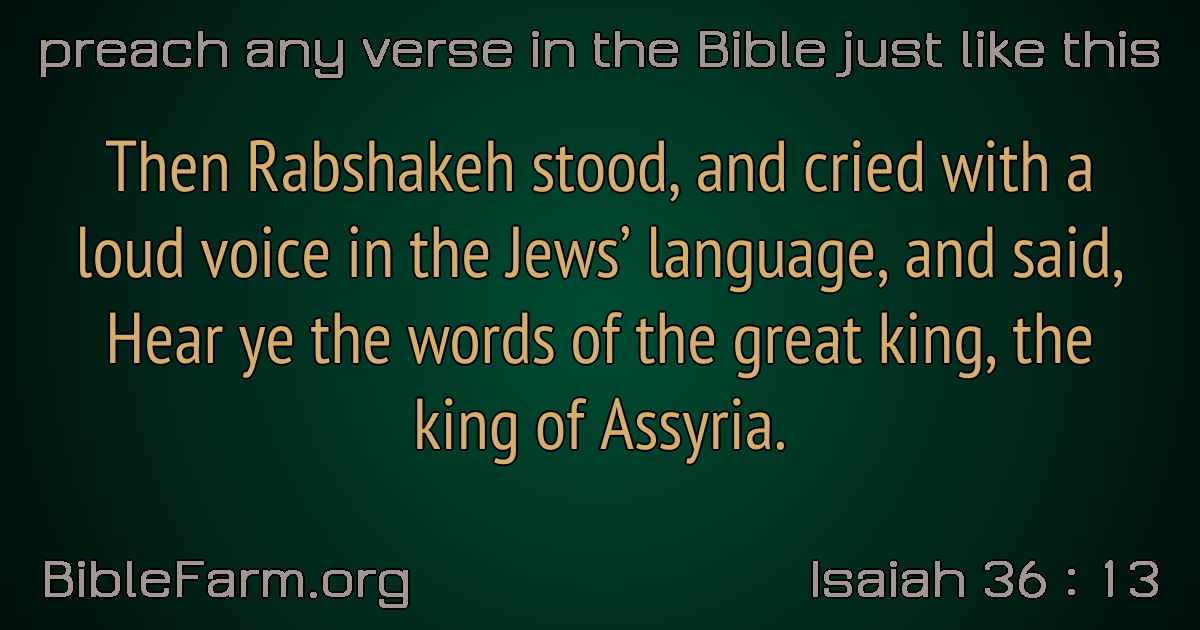 preach any verse in the Bible just like this
Then Rabshakeh stood, and cried with a
loud voice in the Jews’ language, and said,
Hear ye the words of the great king, the
king of Assyria.
BibleFarm.org
Isaiah 36 : 13